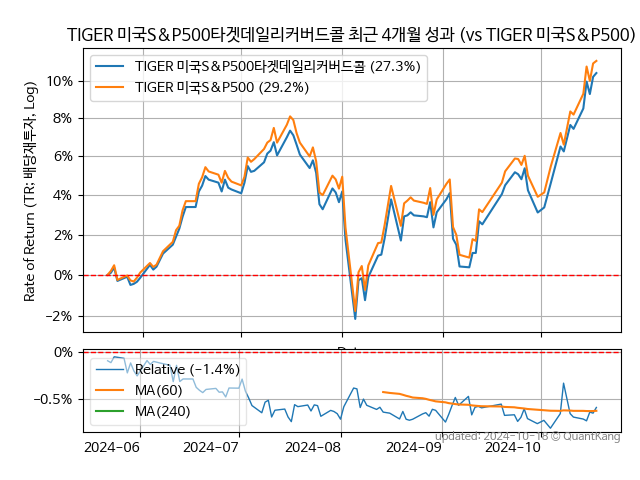 TIGER 미국S&P500타겟데일리커버드콜 최근 4개월 성과 (vs TIGER 미국S&P500)
Rate of Return (TR: 배당재투자, Log)
TIGER 미국S&P500타겟데일리커버드콜 (27.3%)
TIGER 미국S&P500 (29.2%)
10%
8%
6%
4%
2%
0%
−2%
0%
−0.5%
Relative (−1.4%)
MA(60)
MA(240)
updated: 2024-10-18 © QuantKang
2024-06
2024-07
2024-08
2024-09
2024-10